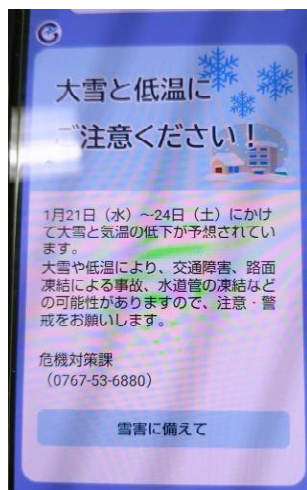 大雪と低温に
ご注意ください！
1月21日（水）～24日（土）にかけ
て大雪と気温の低下が予想されてい
ます。
大雪や低温により、交通障害、路面
凍結による事故、水道管の凍結など
の可能性がありますので、注意・警
戒をお願いします。
危機対策課
（0767-53-6880）
雪害に備えて